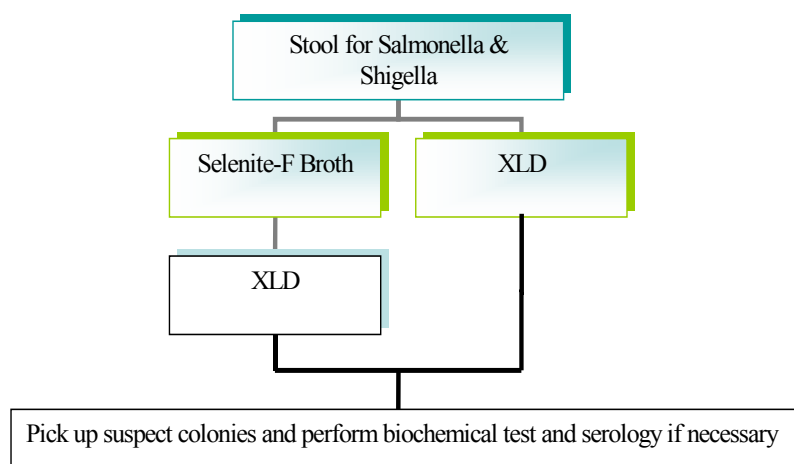 Stool for Salmonella &
Shigella
Selenite-F Broth
XLD
XLD
Pick up suspect colonies and perform biochemical test and serology if necessary